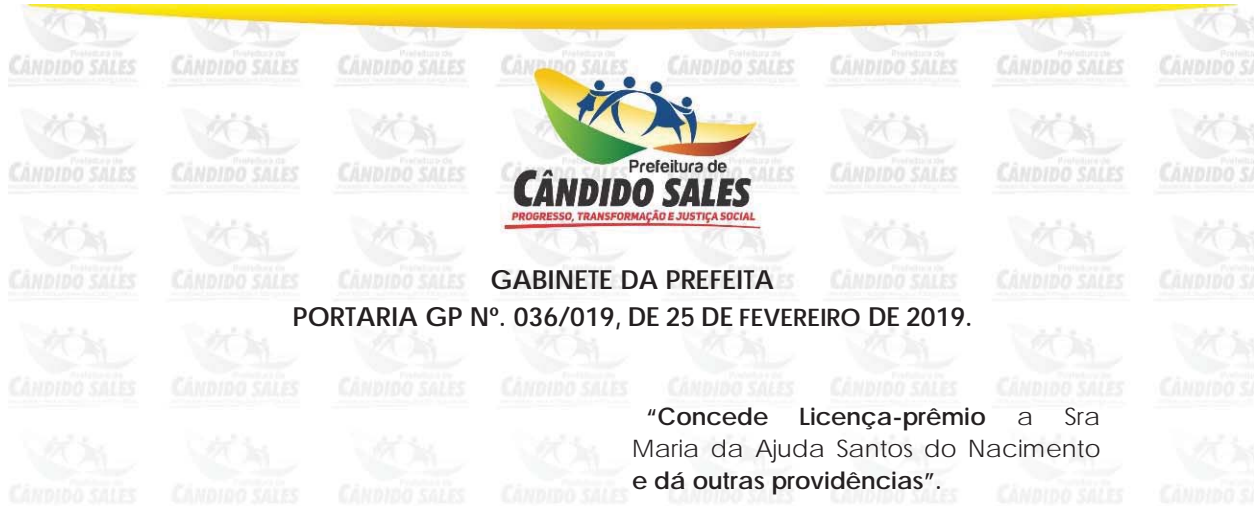 Prefeitura de
CÂNDIDO SALES
PROGRESSO, TRANSFORMAÇÃO E JUSTIÇA SOCIAL
GABINETE DA PREFEITA
PORTARIA GP Nº. 036/019, DE 25 DE FEVEREIRO DE 2019.
“Concede Licença-prêmio a Sra
Maria da Ajuda Santos do Nacimento
e dá outras providências”.